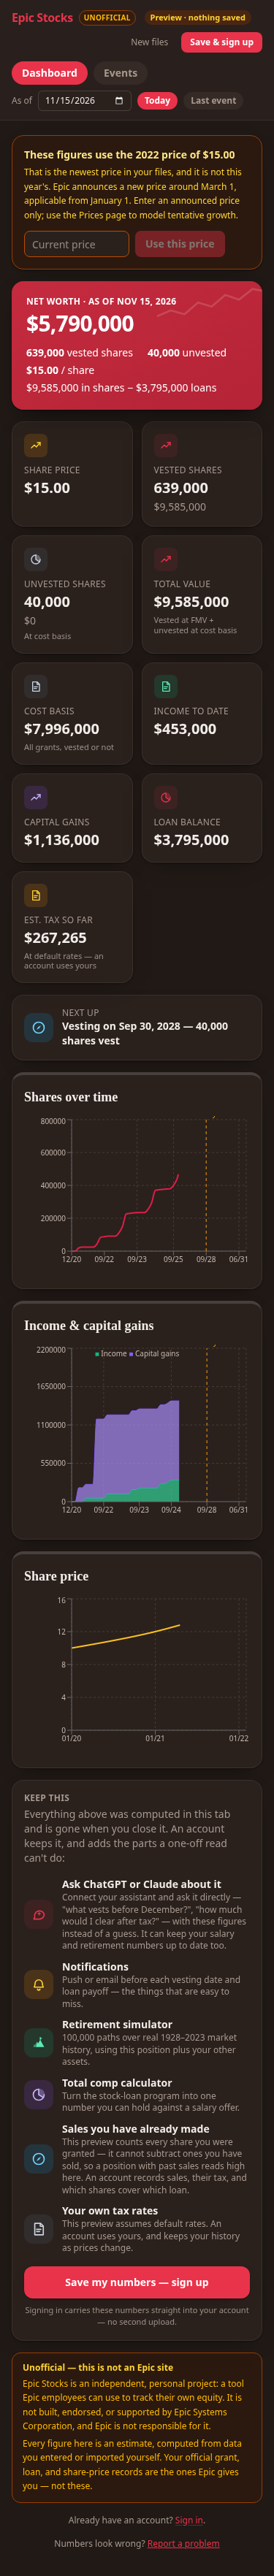 Epic Stocks UNOFFICIAL Preview · nothing saved
New files Save & sign up
Dashboard Events
As of 11/15/2026 Today Last event
These figures use the 2022 price of $15.00
That is the newest price in your files, and it is not this
year's. Epic announces a new price around March 1,
applicable from January 1. Enter an announced price
only; use the Prices page to model tentative growth.
Current price Use this price
NET WORTH · AS OF NOV 15, 2026
$5,790,000
639,000 vested shares 40,000 unvested
$15.00 / share
$9,585,000 in shares − $3,795,000 loans
SHARE PRICE
$15.00
VESTED SHARES
639,000
$9,585,000
UNVESTED SHARES
40,000
$0
At cost basis
TOTAL VALUE
$9,585,000
Vested at FMV +
unvested at cost basis
COST BASIS
$7,996,000
All grants, vested or not
INCOME TO DATE
$453,000
CAPITAL GAINS
$1,136,000
LOAN BALANCE
$3,795,000
EST. TAX SO FAR
$267,265
At default rates — an
account uses yours
NEXT UP
Vesting on Sep 30, 2028 — 40,000
shares vest
Shares over time
800000
600000
400000
200000
0
12/20 09/22 09/23 09/25 09/28 06/31
Income & capital gains
2200000
Income Capital gains
1650000
1100000
550000
0
12/20 09/22 09/23 09/24 09/28 06/31
Share price
16
12
8
4
0
01/20 01/21 01/22
KEEP THIS
Everything above was computed in this tab
and is gone when you close it. An account
keeps it, and adds the parts a one-off read
can't do:
Ask ChatGPT or Claude about it
Connect your assistant and ask it directly —
"what vests before December?", "how much
would I clear after tax?" — with these figures
instead of a guess. It can keep your salary
and retirement numbers up to date too.
Notifications
Push or email before each vesting date and
loan payoff — the things that are easy to
miss.
Retirement simulator
100,000 paths over real 1928–2023 market
history, using this position plus your other
assets.
Total comp calculator
Turn the stock-loan program into one
number you can hold against a salary offer.
Sales you have already made
This preview counts every share you were
granted — it cannot subtract ones you have
sold, so a position with past sales reads high
here. An account records sales, their tax, and
which shares cover which loan.
Your own tax rates
This preview assumes default rates. An
account uses yours, and keeps your history
as prices change.
Save my numbers — sign up
Signing in carries these numbers straight into your account
— no second upload.
Unofficial — this is not an Epic site
Epic Stocks is an independent, personal project: a tool
Epic employees can use to track their own equity. It is
not built, endorsed, or supported by Epic Systems
Corporation, and Epic is not responsible for it.
Every figure here is an estimate, computed from data
you entered or imported yourself. Your official grant,
loan, and share-price records are the ones Epic gives
you — not these.
Already have an account? Sign in.
Numbers look wrong? Report a problem